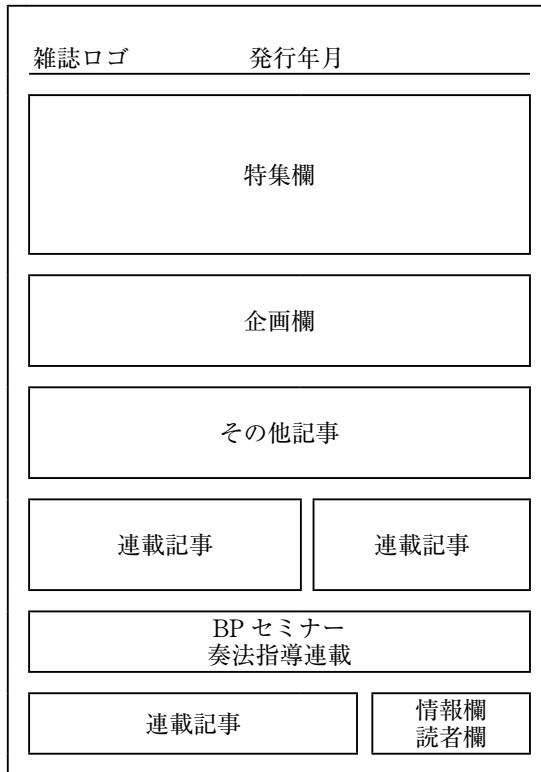 雑誌ロゴ 発行年月
特集欄
企画欄
その他記事
連載記事 連載記事
BP セミナー
奏法指導連載
連載記事
情報欄
読者欄